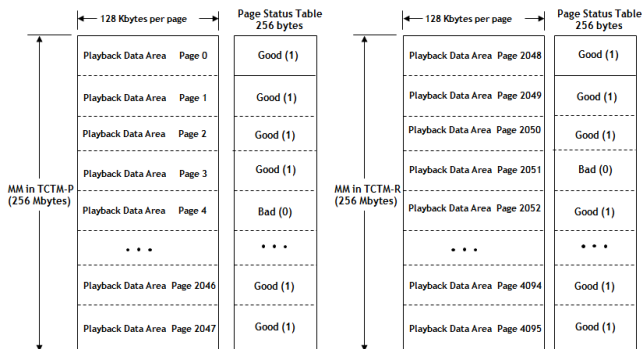 128 Kbytes per page
Page Status Table
256 bytes
Playback Data Area Page 0
Good (1)
Playback Data Area Page 1
Good (1)
Playback Data Area Page 2
Good (1)
Playback Data Area Page 3
Good (1)
MM in TCTM-P
(256 Mbytes)
Playback Data Area Page 4
Bad (0)
• • •
• • •
Playback Data Area Page 2046
Good (1)
Playback Data Area Page 2047
Good (1)
128 Kbytes per page
Page Status Table
256 bytes
Playback Data Area Page 2048
Good (1)
Playback Data Area Page 2049
Good (1)
Playback Data Area Page 2050
Good (1)
Playback Data Area Page 2051
Bad (0)
MM in TCTM-R
(256 Mbytes)
Playback Data Area Page 2052
Good (1)
• • •
• • •
Playback Data Area Page 4094
Good (1)
Playback Data Area Page 4095
Good (1)